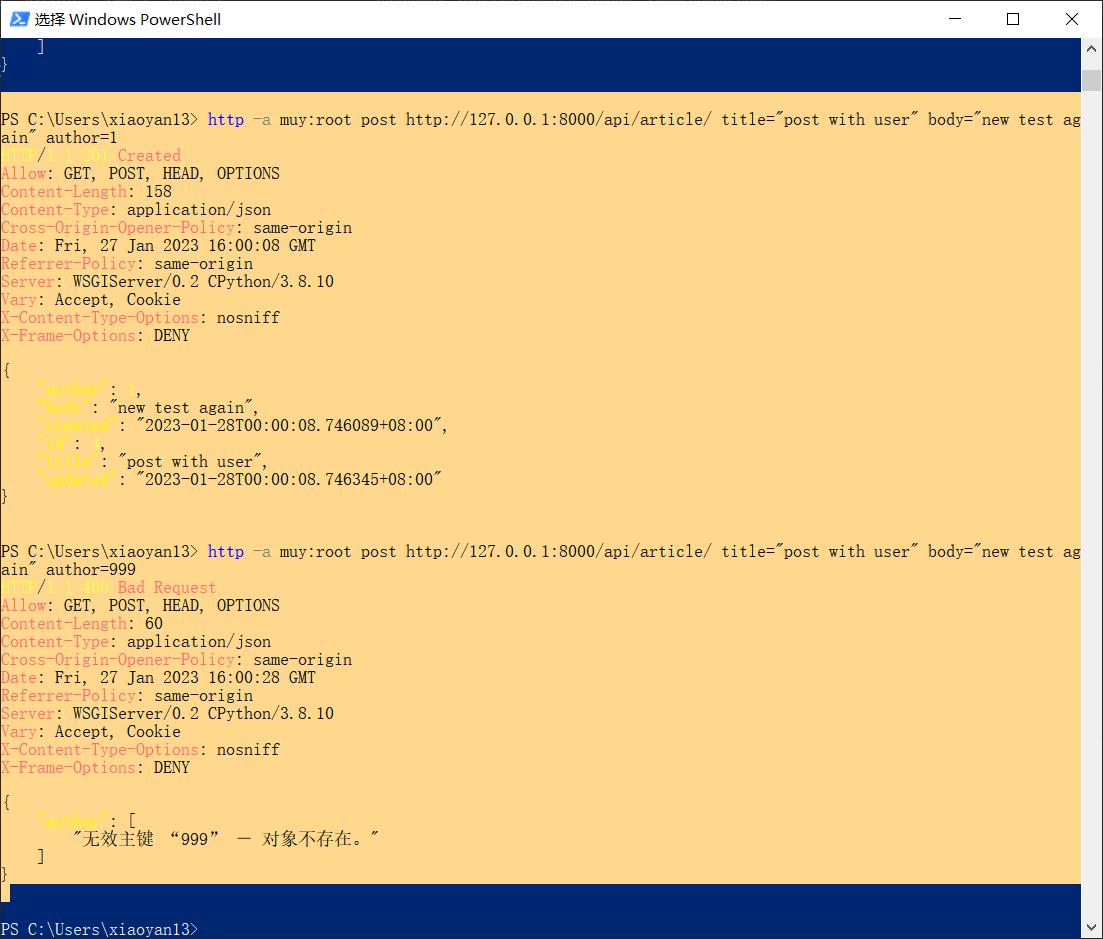 选择 Windows PowerShell
    ]
}
PS C:\Users\xiaoyan13> http -a muy:root post http://127.0.0.1:8000/api/article/ title="post with user" body="new test ag
ain" author=1
HTTP/1.1 201 Created
Allow: GET, POST, HEAD, OPTIONS
Content-Length: 158
Content-Type: application/json
Cross-Origin-Opener-Policy: same-origin
Date: Fri, 27 Jan 2023 16:00:08 GMT
Referrer-Policy: same-origin
Server: WSGIServer/0.2 CPython/3.8.10
Vary: Accept, Cookie
X-Content-Type-Options: nosniff
X-Frame-Options: DENY
{
    "author": 1,
    "body": "new test again",
    "created": "2023-01-28T00:00:08.746089+08:00",
    "id": 4,
    "title": "post with user",
    "updated": "2023-01-28T00:00:08.746345+08:00"
}
PS C:\Users\xiaoyan13> http -a muy:root post http://127.0.0.1:8000/api/article/ title="post with user" body="new test ag
ain" author=999
HTTP/1.1 400 Bad Request
Allow: GET, POST, HEAD, OPTIONS
Content-Length: 60
Content-Type: application/json
Cross-Origin-Opener-Policy: same-origin
Date: Fri, 27 Jan 2023 16:00:28 GMT
Referrer-Policy: same-origin
Server: WSGIServer/0.2 CPython/3.8.10
Vary: Accept, Cookie
X-Content-Type-Options: nosniff
X-Frame-Options: DENY
{
    "author": [
        "无效主键 “999” － 对象不存在。"
    ]
}
PS C:\Users\xiaoyan13>